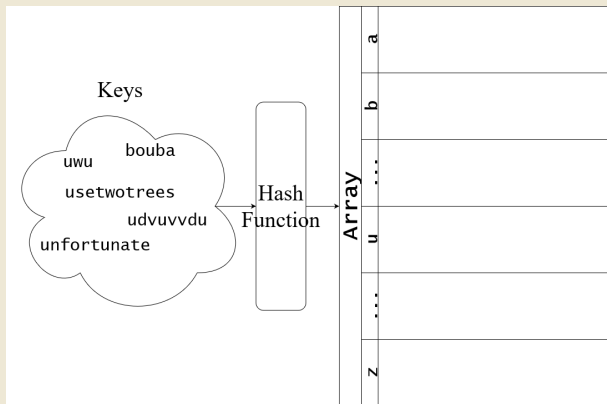 Keys
uwu
bouba
usetwotrees
udvuvvdu
unfortunate
Hash
Function
Array
a
b
...
u
...
z